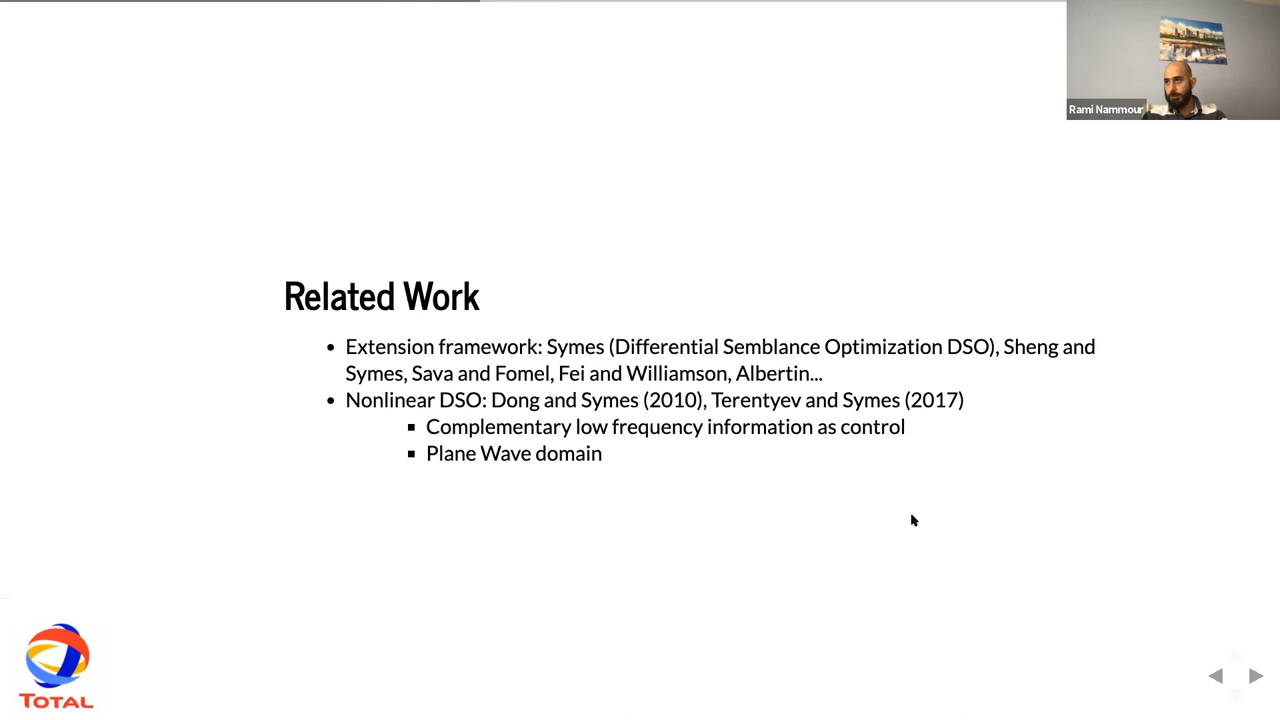 Rami Nammour
Related Work
• Extension framework: Symes (Differential Semblance Optimization DSO), Sheng and
Symes, Sava and Fomel, Fei and Williamson, Albertin...
• Nonlinear DSO: Dong and Symes (2010), Terentyev and Symes (2017)
▪ Complementary low frequency information as control
▪ Plane Wave domain
TOTAL